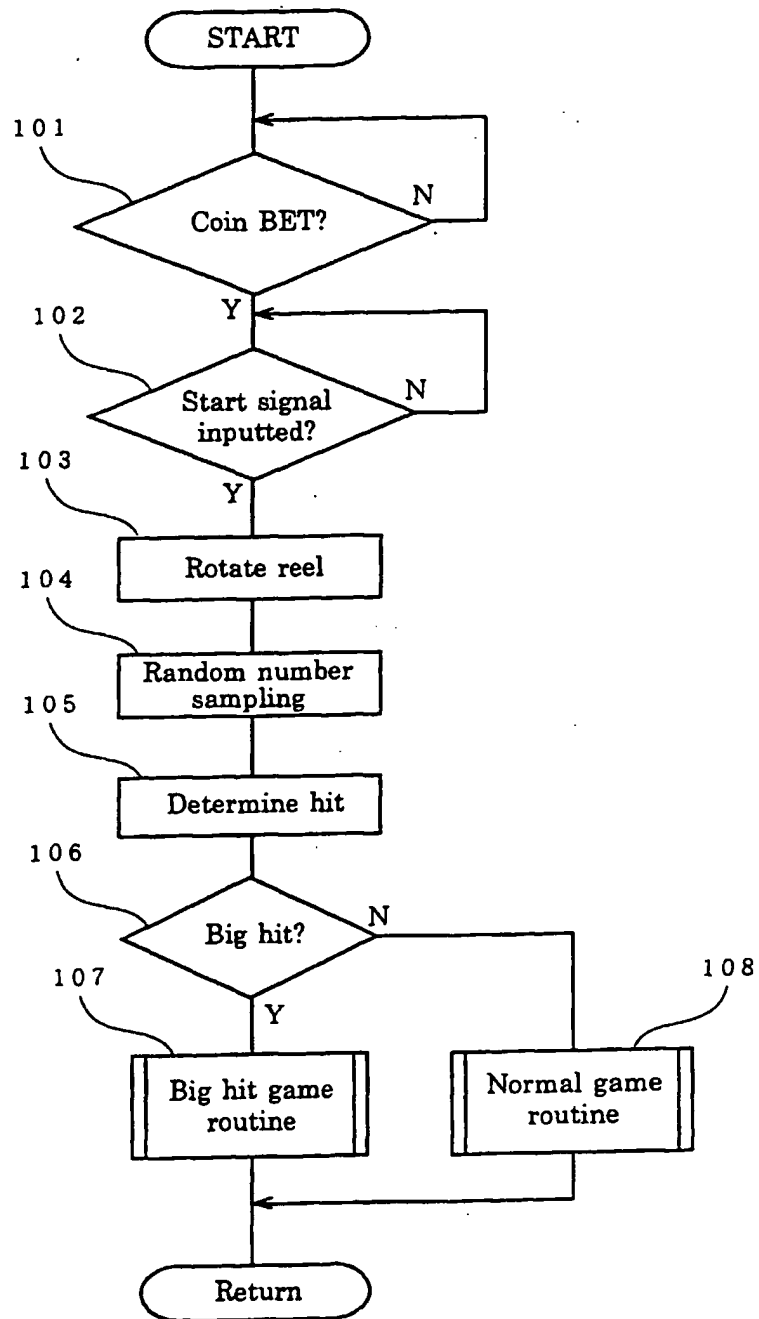 START
101
N
Coin BET?
Y
102
N
Start signal
inputted?
103
Y
Rotate reel
104
Random number
sampling
105
Determine hit
106
N
Big hit?
107
Y
108
Big hit game
routine
Normal game
routine
Return